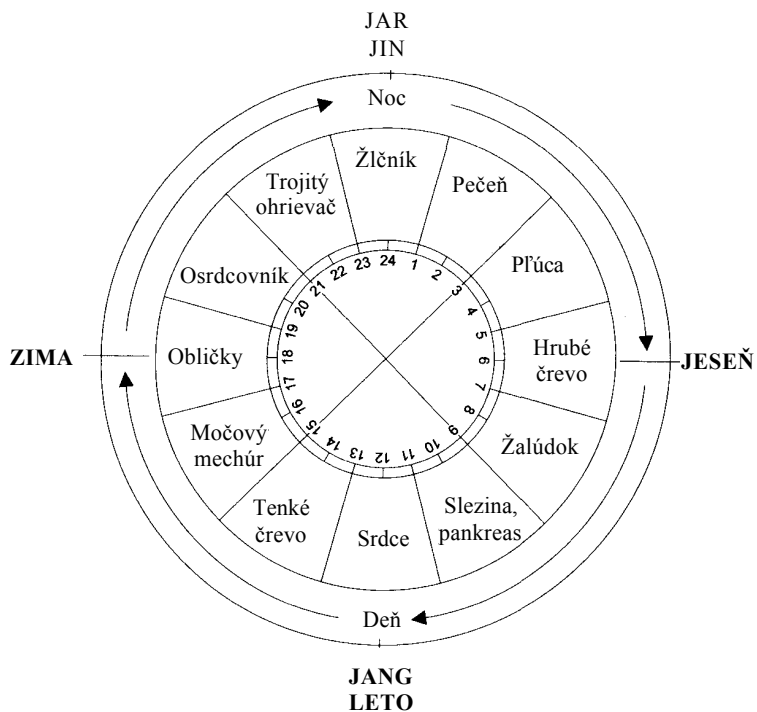 JAR
JIN
Noc
Žlčník
Pečeň
Trojitý
ohrievač
Pľúca
Osrdcovník
24
1
2
3
4
5
6
7
8
9
10
11
12
13
14
15
16
17
18
19
20
21
22
23
Hrubé
črevo
ZIMA
Obličky
JESEŇ
Močový
mechúr
Žalúdok
Tenké
črevo
Srdce
Slezina,
pankreas
Deň
JANG
LETO